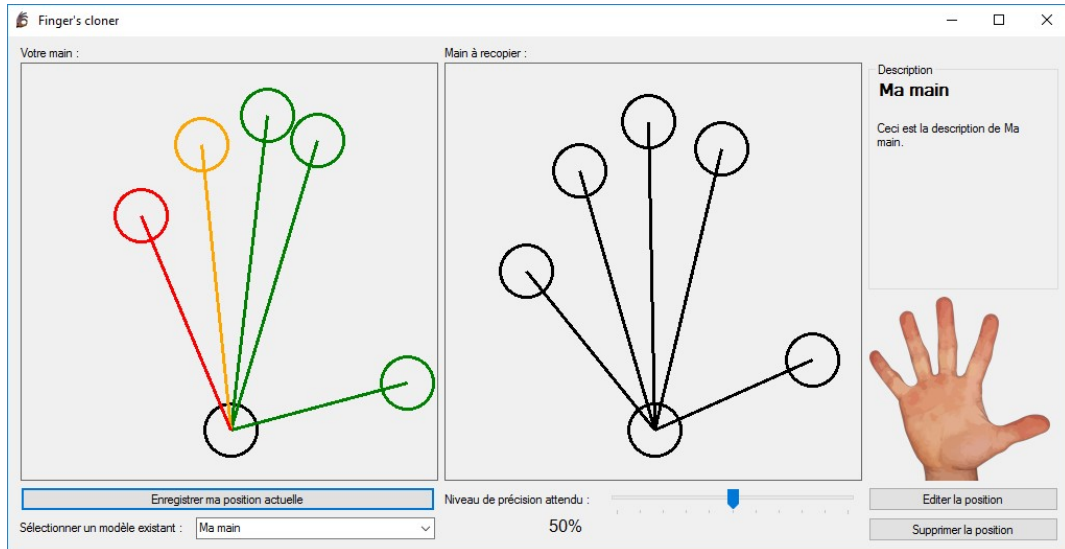 Finger's cloner
Votre main :
Main à recopier :
Description
Ma main
Ceci est la description de Ma
main.
Enregistrer ma position actuelle
Niveau de précision attendu :
Editer la position
Sélectionner un modèle existant :
Ma main
50%
Supprimer la position